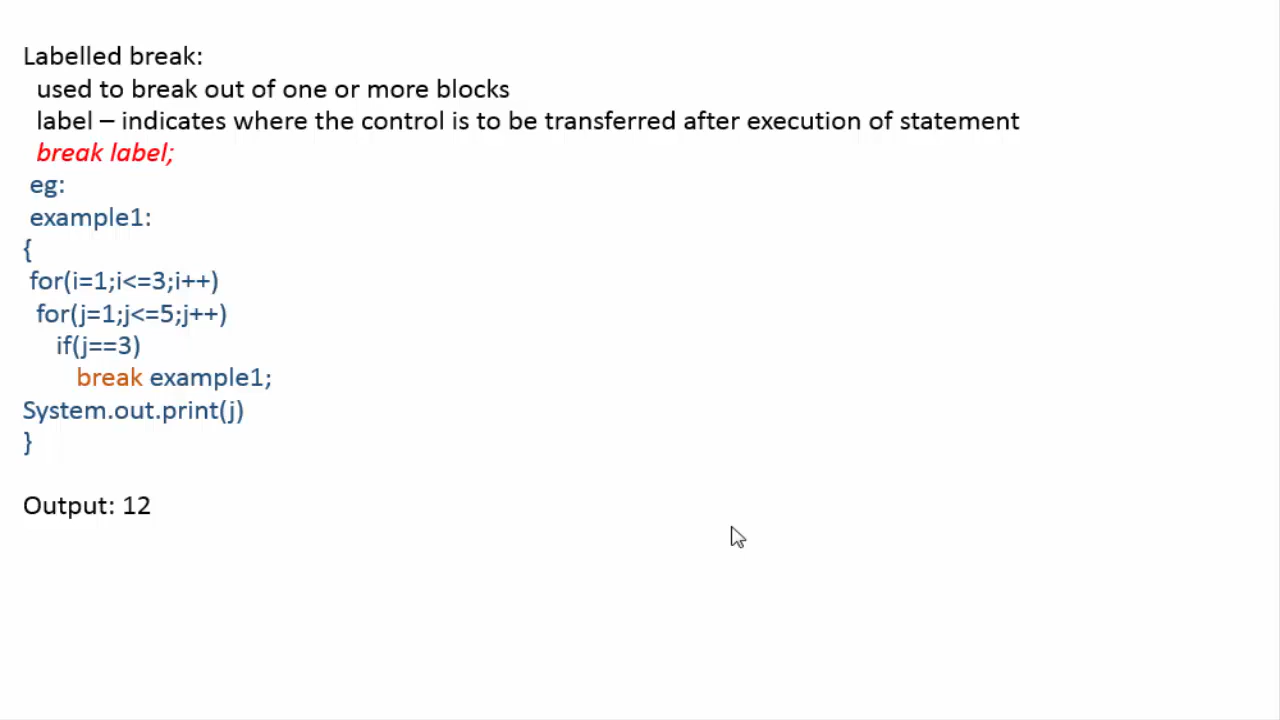 Labelled break:
used to break out of one or more blocks
label – indicates where the control is to be transferred after execution of statement
break label;
eg:
example1:
{
for(i=1;i<=3;i++)
for(j=1;j<=5;j++)
if(j==3)
break example1;
System.out.print(j)
}
Output: 12